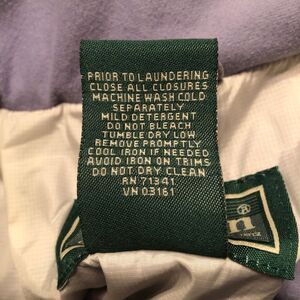 PRIOR TO LAUNDERING
CLOSE ALL CLOSURES
MACHINE WASH COLD
SEPARATELY
MILD DETERGENT
DO NOT BLEACH
TUMBLE DRY LOW
REMOVE PROMPTLY
COOL IRON IF NEEDED
AVOID IRON ON TRIMS
DO NOT DRY CLEAN
RN 71341
VN 03161
n®